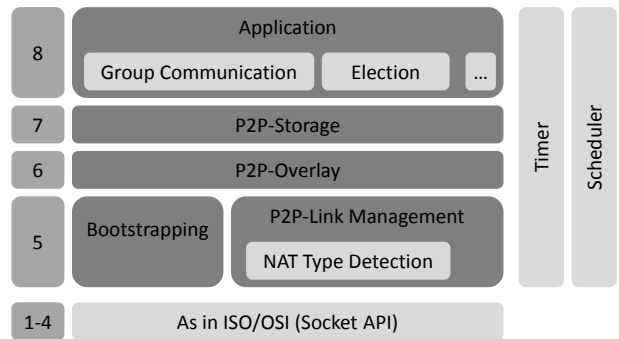 8
Application
Group Communication
Election
...
7
P2P-Storage
6
P2P-Overlay
5
Bootstrapping
P2P-Link Management
NAT Type Detection
1-4
As in ISO/OSI (Socket API)
Timer
Scheduler